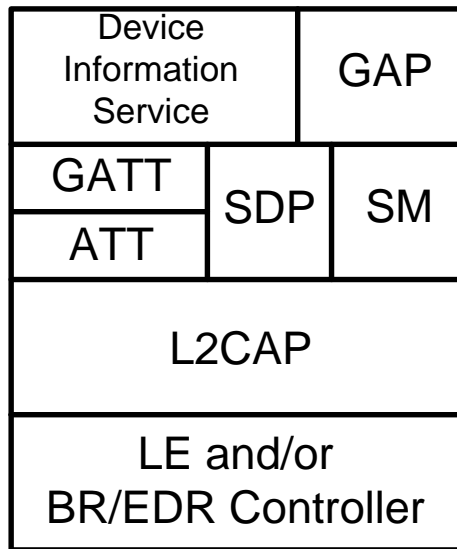 Device
Information
Service
GAP
GATT
ATT
SDP
SM
L2CAP
LE and/or
BR/EDR Controller